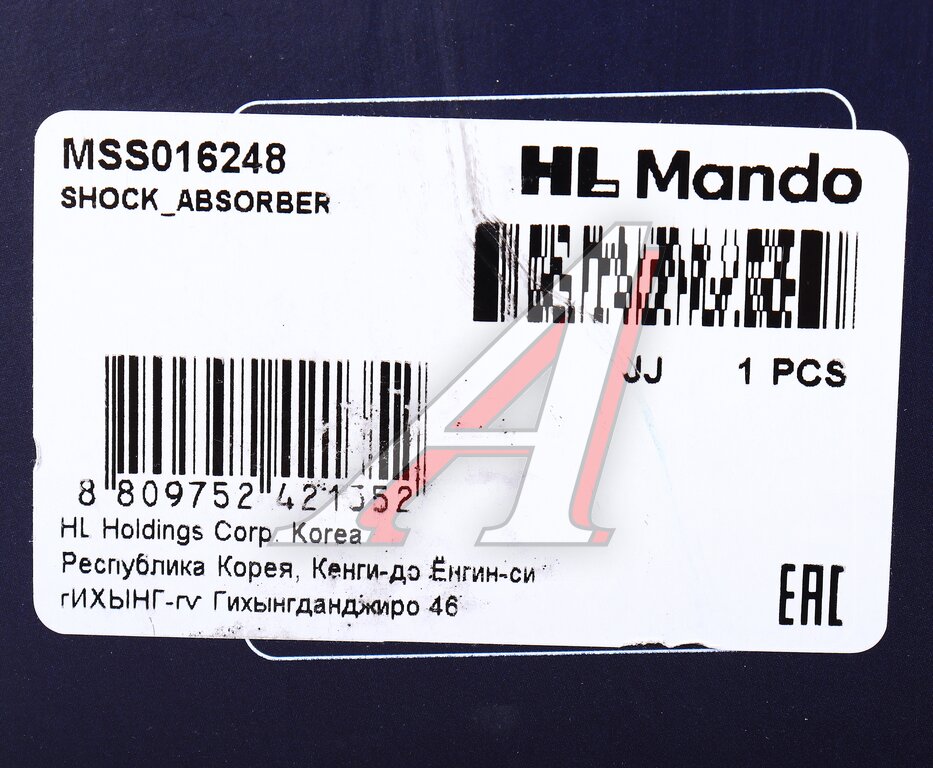 MSS016248
SHOCK_ABSORBER
HL Mando
JJ 1 PCS
8 809752 421352
HL Holdings Corp. Korea
Республика Корея, Кенги-до Ёнгин-си
гИХЫНГ-гу Гихынгданджиро 46
EAC